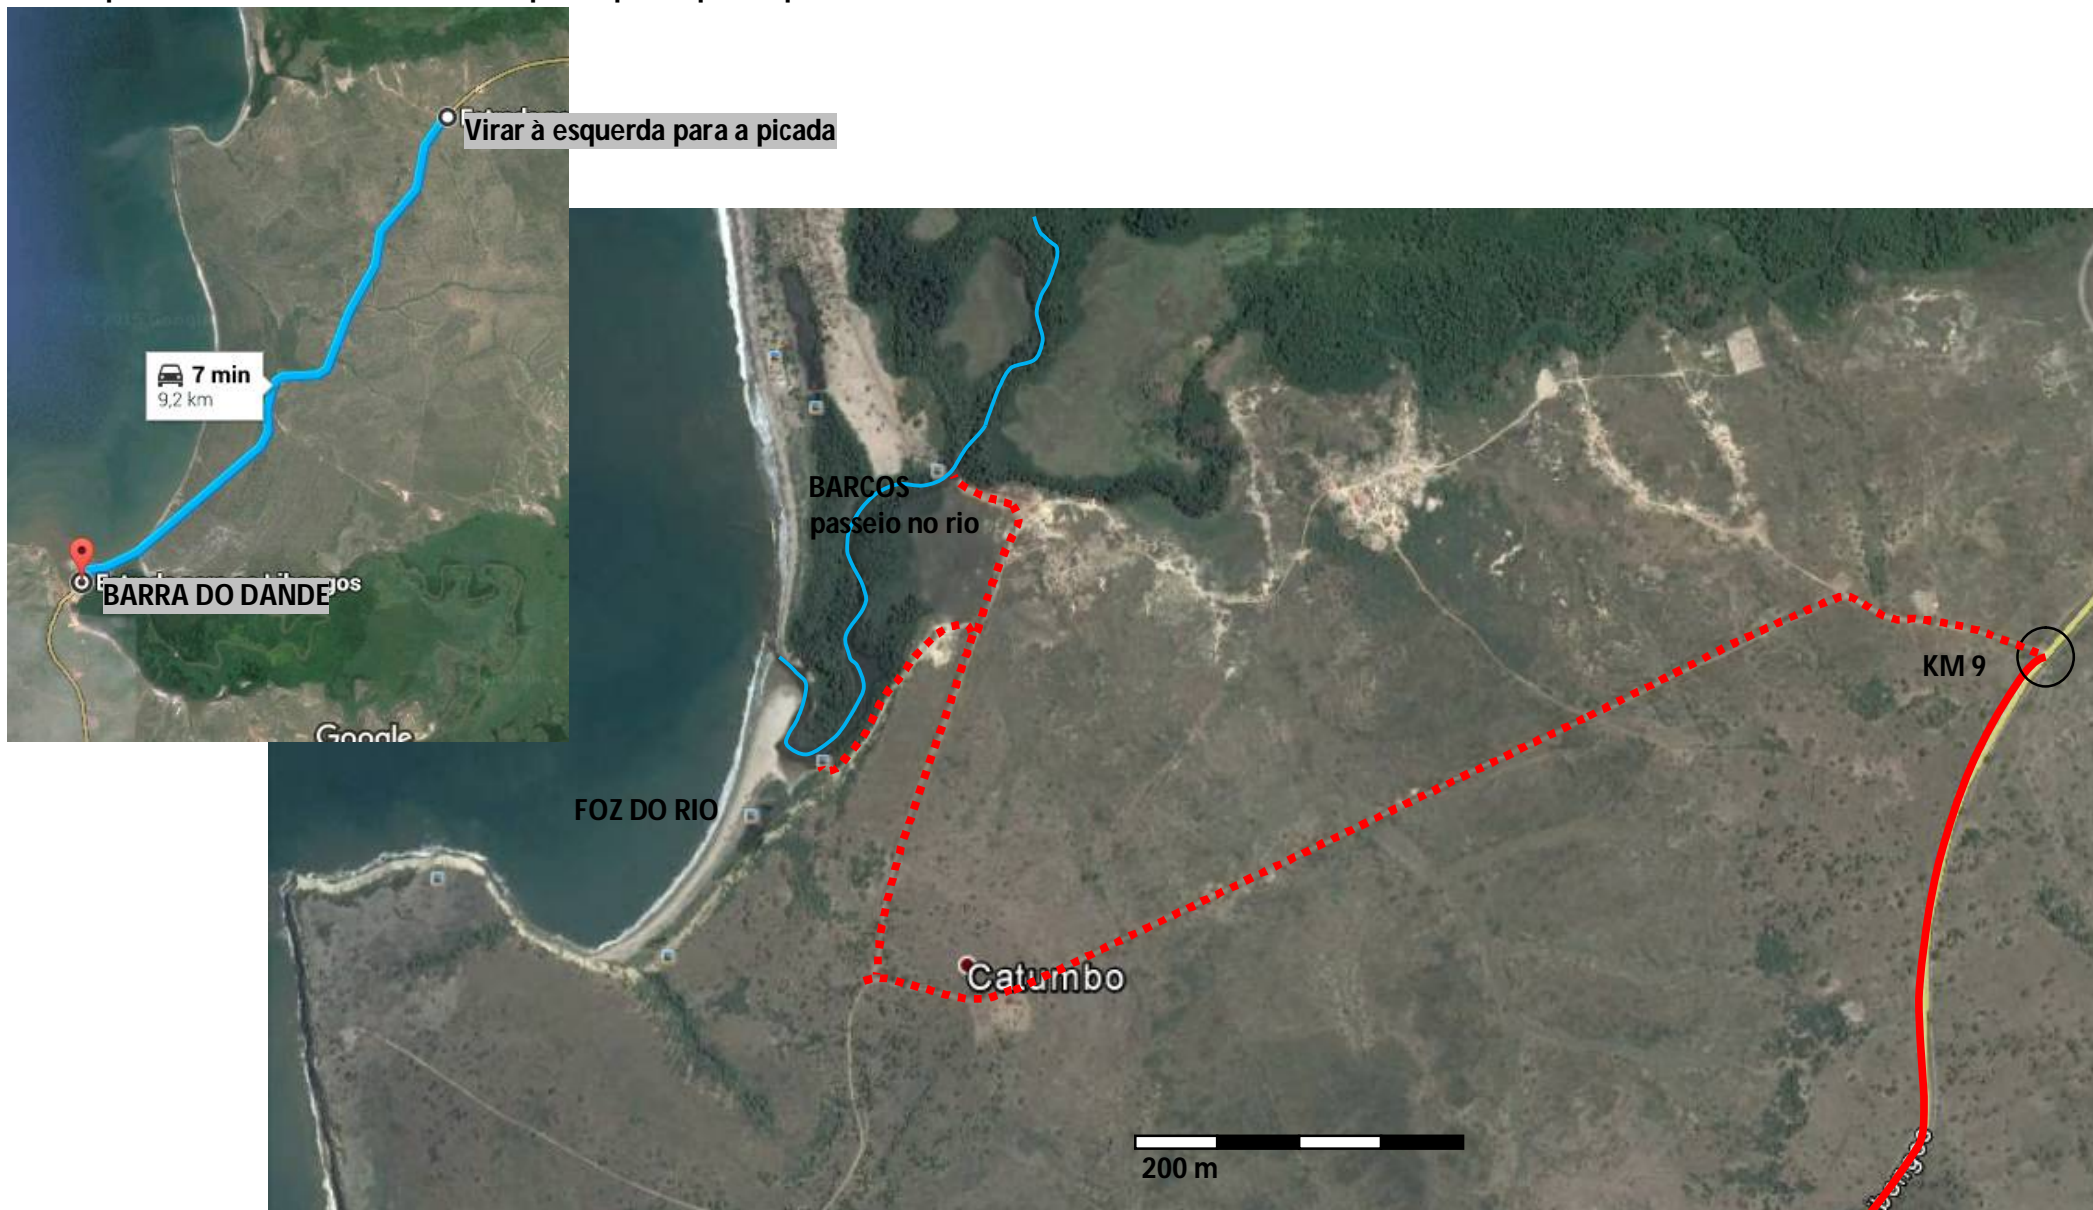 Virar à esquerda para a picada
7 min
9,2 km
BARRA DO DANDE
Google
BARCOS
passeio no rio
KM 9
FOZ DO RIO
Catumbo
200 m